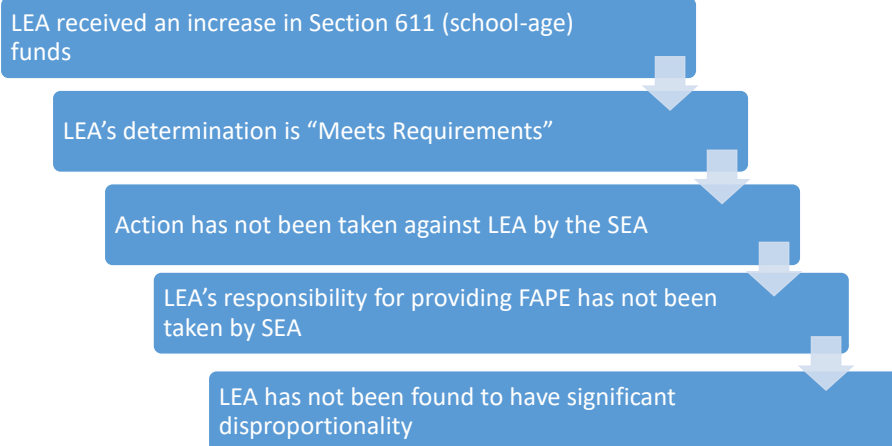 LEA received an increase in Section 611 (school-age)
funds
LEA’s determination is “Meets Requirements”
Action has not been taken against LEA by the SEA
LEA’s responsibility for providing FAPE has not been
taken by SEA
LEA has not been found to have significant
disproportionality